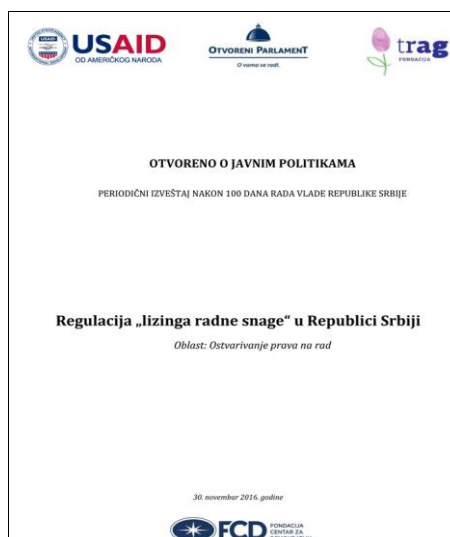 USAID
OD AMERIČKOG NARODA
OTVORENI PARLAMENT
O vama se radi.
trag
FONDACIJA
OTVORENO O JAVNIM POLITIKAMA
PERIODIČNI IZVEŠTAJ NAKON 100 DANA RADA VLADE REPUBLIKE SRBIJE
Regulacija „lizinga radne snage“ u Republici Srbiji
Oblast: Ostvarivanje prava na rad
30. novembar 2016. godine
FCD
FONDACIJA
CENTAR ZA